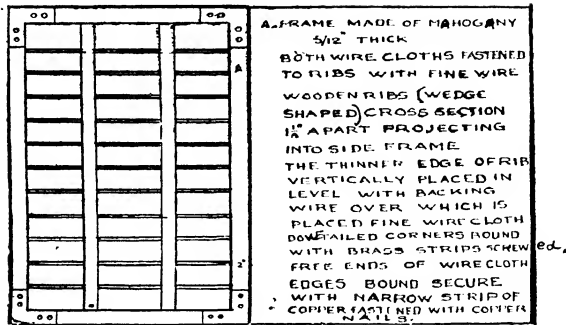 A. FRAME MADE OF MAHOGANY
5/12" THICK
BOTH WIRE CLOTHS FASTENED
TO RIBS WITH FINE WIRE
WOODEN RIBS (WEDGE
SHAPED) CROSS SECTION
APART PROJECTING
INTO SIDE FRAME
THE THINNER EDGE OF RIB
VERTICALLY PLACED IN
LEVEL WITH BACKING
WIRE OVER WHICH IS
PLACED FINE WIRE CLOTH
DOVETAILED CORNERS BOUND
WITH BRASS STRIPS SCREWed.
FREE ENDS OF WIRE CLOTH
EDGES BOUND SECURE
WITH NARROW STRIP OF
COPPER FASTENED WITH COPPER
NAILS.
A